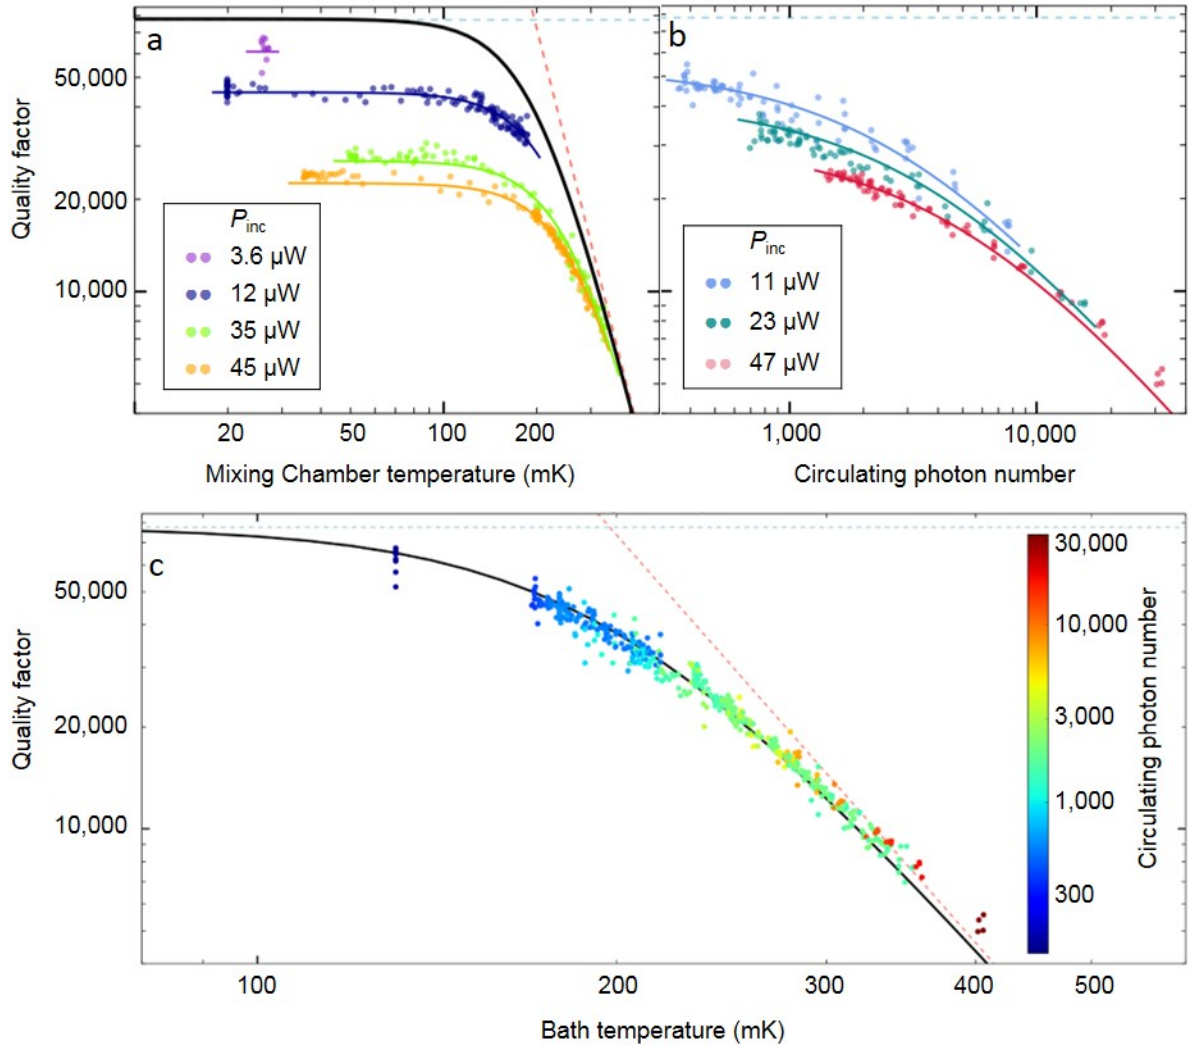 a
Quality factor
50,000
20,000
10,000
Pinc
3.6 µW
12 µW
35 µW
45 µW
20
50
100
200
Mixing Chamber temperature (mK)
b
Pinc
11 µW
23 µW
47 µW
1,000
10,000
Circulating photon number
c
Quality factor
50,000
20,000
10,000
100
200
300
400
500
Bath temperature (mK)
30,000
10,000
3,000
1,000
300
Circulating photon number